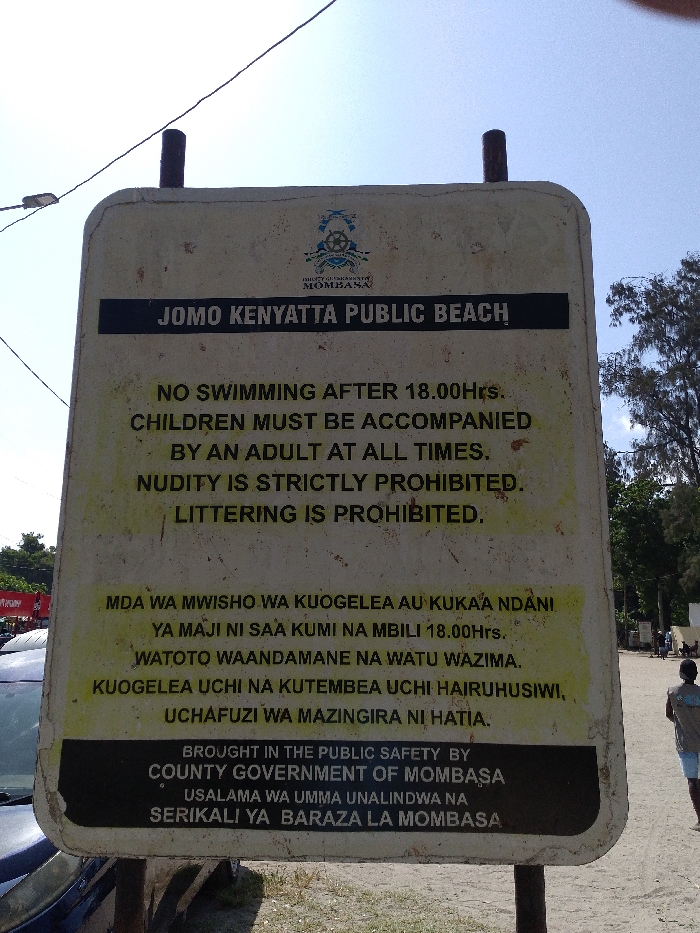 COUNTY GOVERNMENT OF
MOMBASA
JOMO KENYATTA PUBLIC BEACH
NO SWIMMING AFTER 18.00Hrs.
CHILDREN MUST BE ACCOMPANIED
BY AN ADULT AT ALL TIMES.
NUDITY IS STRICTLY PROHIBITED.
LITTERING IS PROHIBITED.
MDA WA MWISHO WA KUOGELEA AU KUKAA NDANI
YA MAJI NI SAA KUMI NA MBILI 18.00Hrs.
WATOTO WAANDAMANE NA WATU WAZIMA.
KUOGELEA UCHI NA KUTEMBEA UCHI HAIRUHUSIWI,
UCHAFUZI WA MAZINGIRA NI HATIA.
BROUGHT IN THE PUBLIC SAFETY BY
COUNTY GOVERNMENT OF MOMBASA
USALAMA WA UMMA UNALINDWA NA
SERIKALI YA BARAZA LA MOMBASA